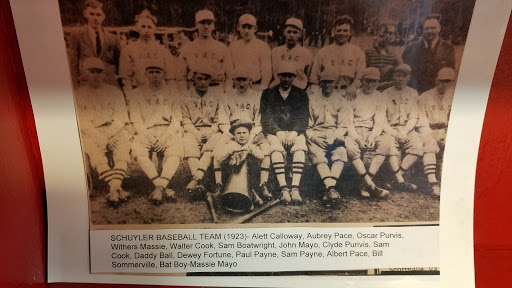 SCHUYLER BASEBALL TEAM (1923)- Alett Calloway, Aubrey Pace, Oscar Purvis,
Withers Massie, Walter Cook, Sam Boatwright, John Mayo, Clyde Purivis, Sam
Cook, Daddy Ball, Dewey Fortune, Paul Payne, Sam Payne, Albert Pace, Bill
Sommerville, Bat Boy-Massie Mayo